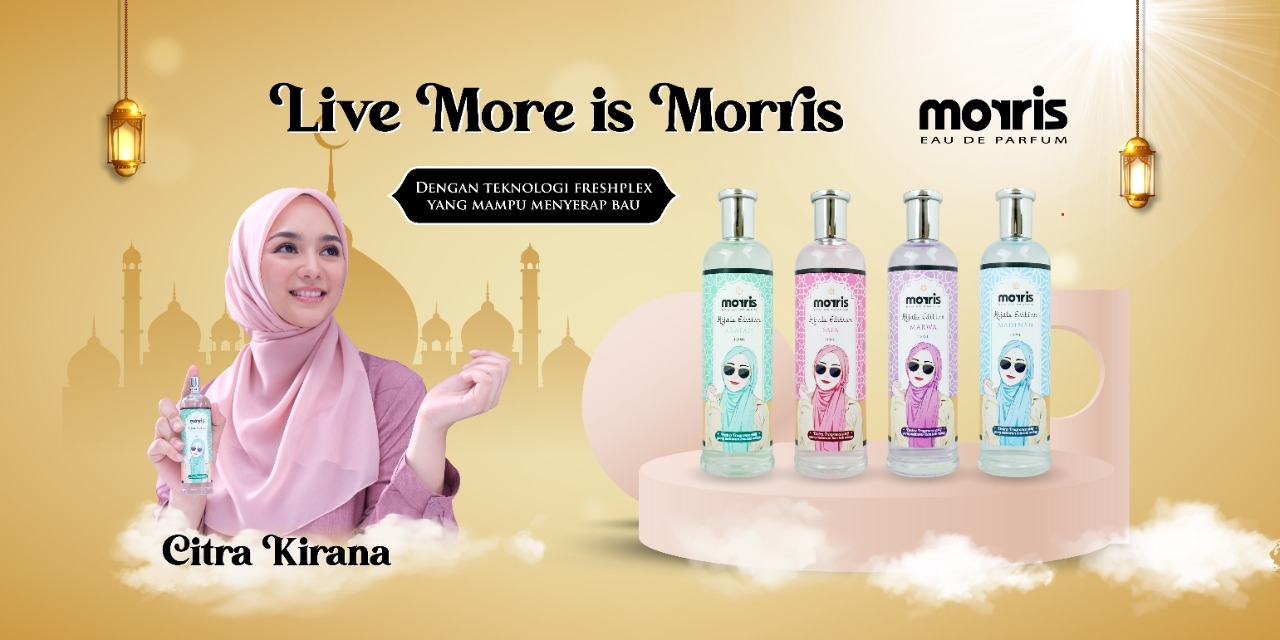 Live More is Morris
morris
EAU DE PARFUM
DENGAN TEKNOLOGI FRESHPLEX
YANG MAMPU MENYERAP BAU
morris
Hijab Edition
morris
Hijab Edition
SAFA
morris
Hijab Edition
MARWA
morris
Hijab Edition
MADINAH
morris
Citra Kirana